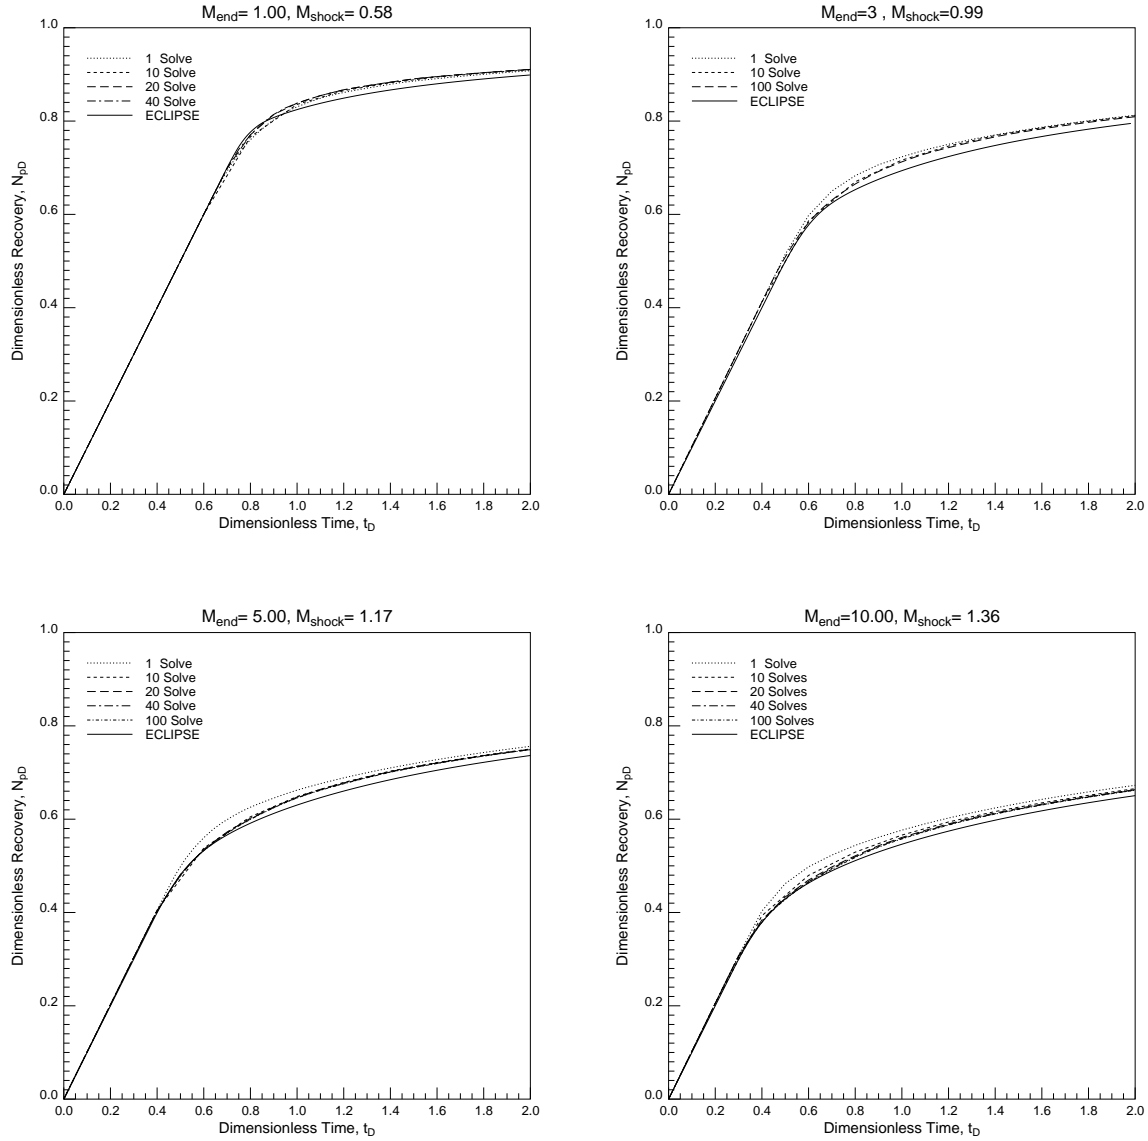 M_end= 1.00, M_shock= 0.58
1.0
0.8
0.6
0.4
0.2
0.0
Dimensionless Recovery, N_pD
1 Solve
10 Solve
20 Solve
40 Solve
ECLIPSE
0.0 0.2 0.4 0.6 0.8 1.0 1.2 1.4 1.6 1.8 2.0
Dimensionless Time, t_D
M_end=3 , M_shock=0.99
1.0
0.8
0.6
0.4
0.2
0.0
Dimensionless Recovery, N_pD
1 Solve
10 Solve
100 Solve
ECLIPSE
0.0 0.2 0.4 0.6 0.8 1.0 1.2 1.4 1.6 1.8 2.0
Dimensionless Time, t_D
M_end= 5.00, M_shock= 1.17
1.0
0.8
0.6
0.4
0.2
0.0
Dimensionless Recovery, N_pD
1 Solve
10 Solve
20 Solve
40 Solve
100 Solve
ECLIPSE
0.0 0.2 0.4 0.6 0.8 1.0 1.2 1.4 1.6 1.8 2.0
Dimensionless Time, t_D
M_end=10.00, M_shock= 1.36
1.0
0.8
0.6
0.4
0.2
0.0
Dimensionless Recovery, N_pD
1 Solve
10 Solves
20 Solves
40 Solves
100 Solves
ECLIPSE
0.0 0.2 0.4 0.6 0.8 1.0 1.2 1.4 1.6 1.8 2.0
Dimensionless Time, t_D